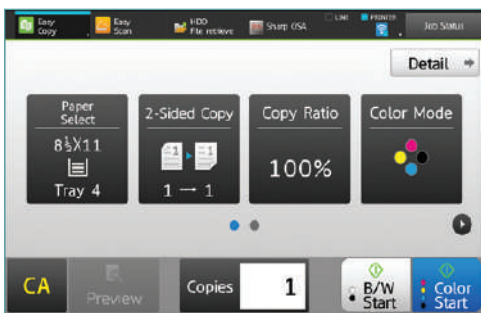 Easy
Copy
Easy
Scan
HDD
File retrieve
Sharp OSA
LINE
PRINTER
Job Status
Detail
Paper
Select
8½X11
Tray 4
2-Sided Copy
1 → 1
Copy Ratio
100%
Color Mode
CA
Preview
Copies
1
B/W
Start
Color
Start